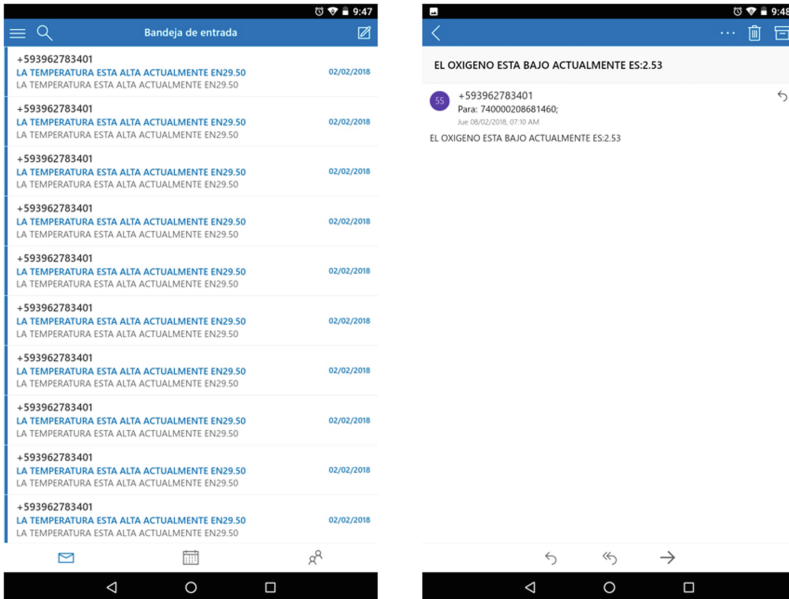 9:47
Bandeja de entrada
+593962783401
LA TEMPERATURA ESTA ALTA ACTUALMENTE EN29.50 02/02/2018
LA TEMPERATURA ESTA ALTA ACTUALMENTE EN29.50
+593962783401
LA TEMPERATURA ESTA ALTA ACTUALMENTE EN29.50 02/02/2018
LA TEMPERATURA ESTA ALTA ACTUALMENTE EN29.50
+593962783401
LA TEMPERATURA ESTA ALTA ACTUALMENTE EN29.50 02/02/2018
LA TEMPERATURA ESTA ALTA ACTUALMENTE EN29.50
+593962783401
LA TEMPERATURA ESTA ALTA ACTUALMENTE EN29.50 02/02/2018
LA TEMPERATURA ESTA ALTA ACTUALMENTE EN29.50
+593962783401
LA TEMPERATURA ESTA ALTA ACTUALMENTE EN29.50 02/02/2018
LA TEMPERATURA ESTA ALTA ACTUALMENTE EN29.50
+593962783401
LA TEMPERATURA ESTA ALTA ACTUALMENTE EN29.50 02/02/2018
LA TEMPERATURA ESTA ALTA ACTUALMENTE EN29.50
+593962783401
LA TEMPERATURA ESTA ALTA ACTUALMENTE EN29.50 02/02/2018
LA TEMPERATURA ESTA ALTA ACTUALMENTE EN29.50
+593962783401
LA TEMPERATURA ESTA ALTA ACTUALMENTE EN29.50 02/02/2018
LA TEMPERATURA ESTA ALTA ACTUALMENTE EN29.50
+593962783401
LA TEMPERATURA ESTA ALTA ACTUALMENTE EN29.50 02/02/2018
LA TEMPERATURA ESTA ALTA ACTUALMENTE EN29.50
+593962783401
LA TEMPERATURA ESTA ALTA ACTUALMENTE EN29.50 02/02/2018
LA TEMPERATURA ESTA ALTA ACTUALMENTE EN29.50
9:48
EL OXIGENO ESTA BAJO ACTUALMENTE ES:2.53
55 +593962783401
Para: 740000208681460;
Jue 08/02/2018, 07:10 AM
EL OXIGENO ESTA BAJO ACTUALMENTE ES:2.53